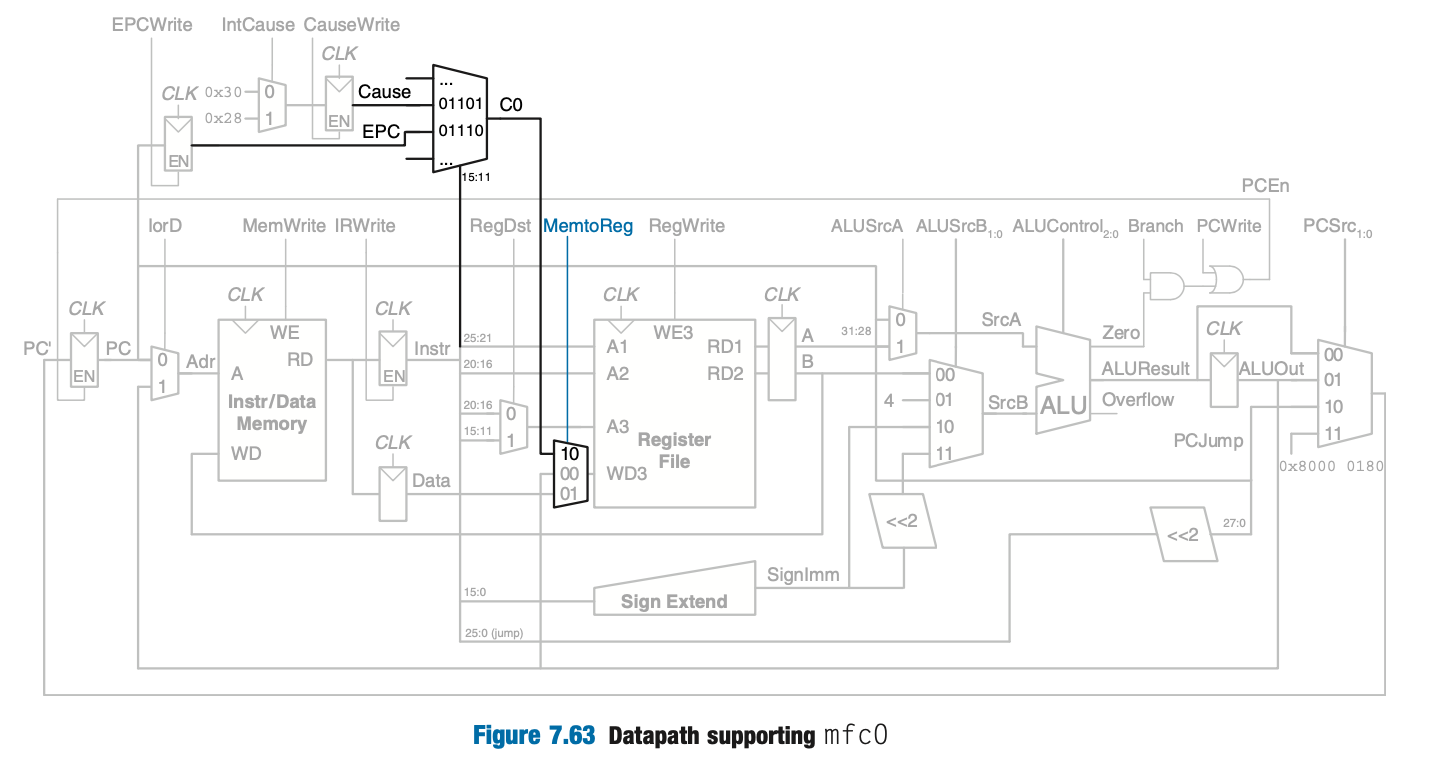 EPCWrite IntCause CauseWrite
CLK
CLK 0x30 0 Cause ... C0
0x28 1 EN 01101
EPC 01110
EN ...
15:11
PCEn
IorD MemWrite IRWrite RegDst MemtoReg RegWrite ALUSrcA ALUSrcB1:0 ALUControl2:0 Branch PCWrite PCSrc1:0
CLK CLK CLK CLK CLK
CLK
PC' PC EN 0 1 Adr
WE
RD
A
Instr/Data
Memory
WD
Instr
EN
CLK
Data
25:21
20:16
20:16 0
15:11 1
10
00
01
WE3
A1 RD1
A2 RD2
A3
Register
File
WD3
A
B
31:28
0
1
SrcA
00
4 01
10
11
SrcB
Zero
ALU
ALUResult
Overflow
ALUOut
00
01
10
11
PCJump
0x8000 0180
<<2
<<2
27:0
SignImm
15:0
Sign Extend
25:0 (jump)
Figure 7.63 Datapath supporting mfc0